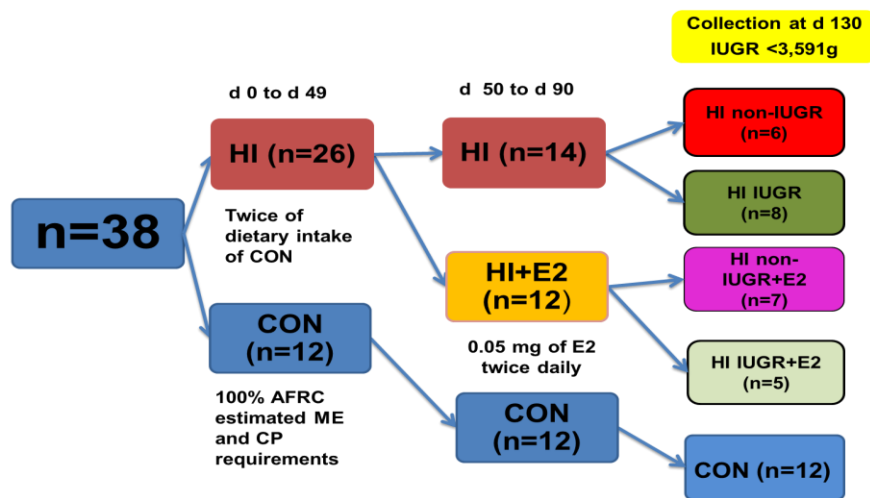 Collection at d 130
IUGR <3,591g
d 0 to d 49
d 50 to d 90
HI (n=26)
HI (n=14)
HI non-IUGR
(n=6)
HI IUGR
(n=8)
n=38
Twice of
dietary intake
of CON
HI+E2
(n=12)
HI non-
IUGR+E2
(n=7)
CON
(n=12)
0.05 mg of E2
twice daily
HI IUGR+E2
(n=5)
100% AFRC
estimated ME
and CP
requirements
CON
(n=12)
CON (n=12)